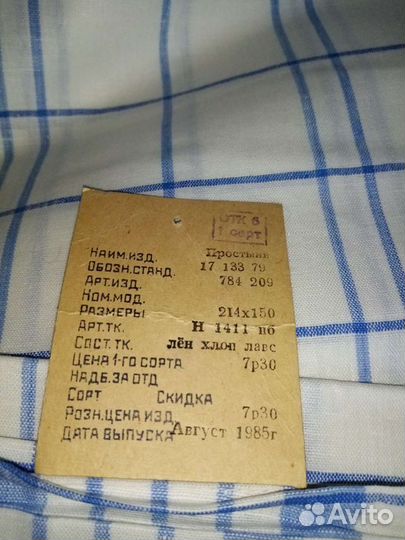 ОТК 6
1 сорт
НАИМ.ИЗД. Простыня
ОБОЗН.СТАНД. 17 133 79
АРТ.ИЗД. 784 209
НОМ.МОД.
РАЗМЕРЫ 214х150
АРТ.ТК. Н 1411 пб
СОСТ.ТК. лён хлоп лавс
ЦЕНА 1-ГО СОРТА 7р30
НАДБ.ЗА ОТД
СОРТ СКИДКА
РОЗН.ЦЕНА ИЗД 7р30
ДАТА ВЫПУСКА Август 1985г
Avito